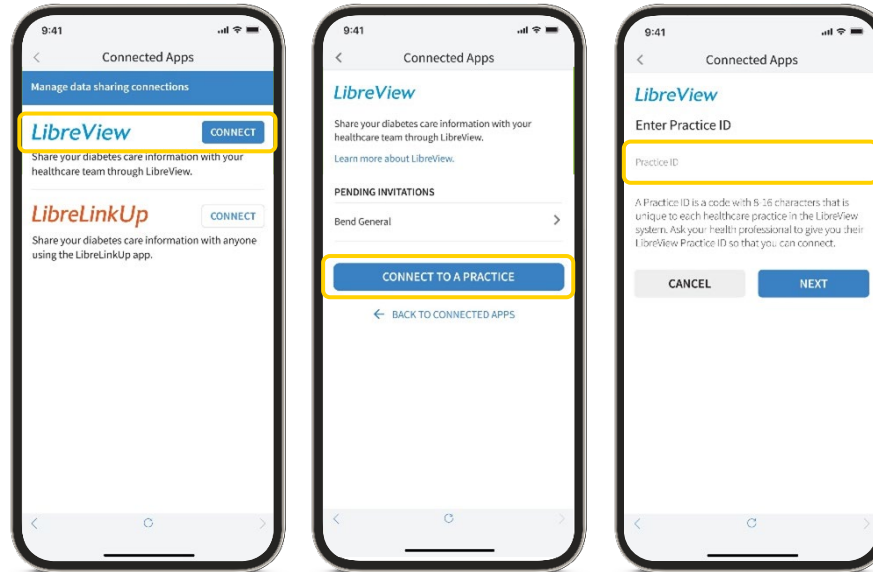 9:41
Connected Apps
Manage data sharing connections
LibreView
CONNECT
Share your diabetes care information with your
healthcare team through LibreView.
LibreLinkUp
CONNECT
Share your diabetes care information with anyone
using the LibreLinkUp app.
9:41
Connected Apps
LibreView
Share your diabetes care information with your
healthcare team through LibreView.
Learn more about LibreView.
PENDING INVITATIONS
Bend General
CONNECT TO A PRACTICE
BACK TO CONNECTED APPS
9:41
Connected Apps
LibreView
Enter Practice ID
Practice ID
A Practice ID is a code with 8-16 characters that is
unique to each healthcare practice in the LibreView
system. Ask your health professional to give you their
LibreView Practice ID so that you can connect.
CANCEL
NEXT